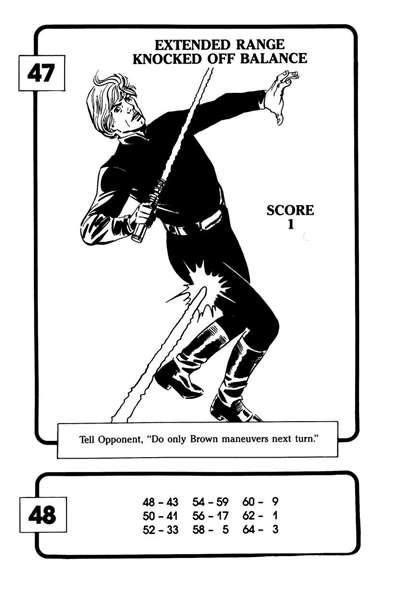 47
EXTENDED RANGE
KNOCKED OFF BALANCE
SCORE
1
Tell Opponent, “Do only Brown maneuvers next turn.”
48
48 – 43 54 – 59 60 – 9
50 – 41 56 – 17 62 – 1
52 – 33 58 – 5 64 – 3